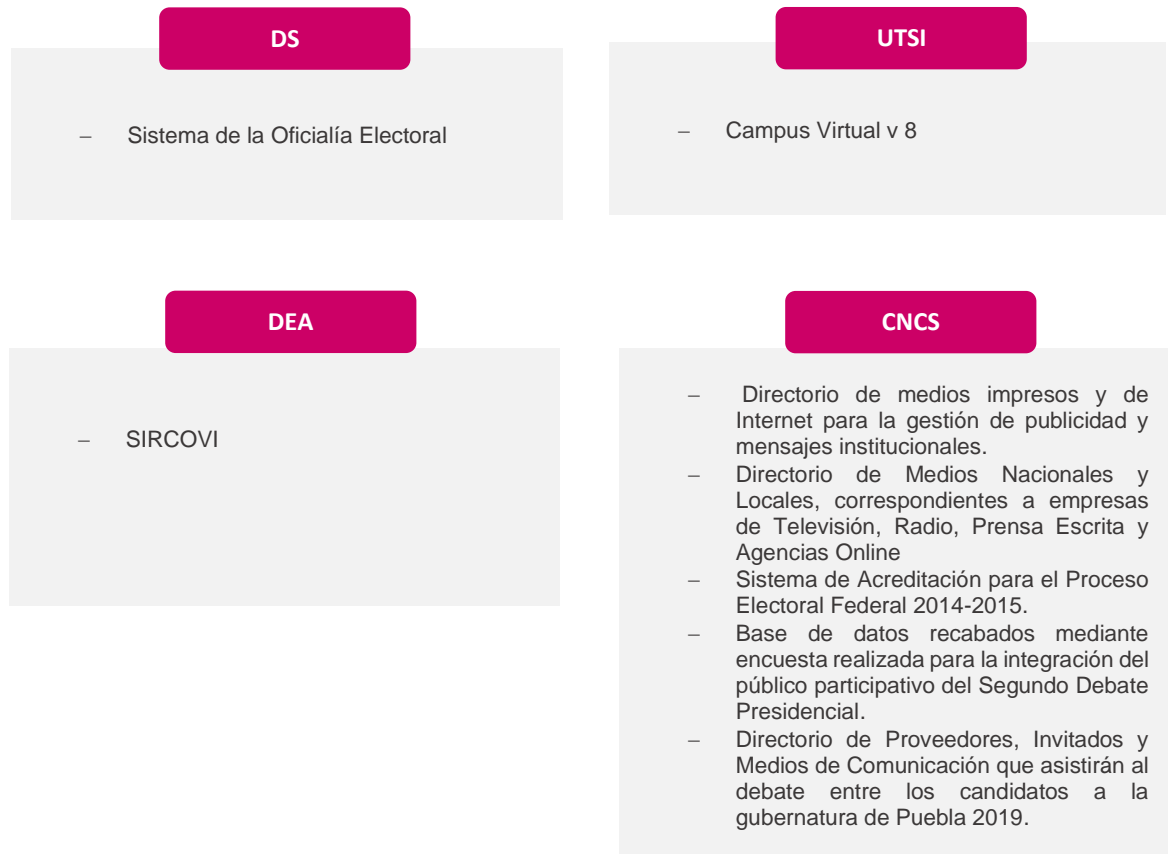 DS
– Sistema de la Oficialía Electoral
UTSI
– Campus Virtual v 8
DEA
– SIRCOVI
CNCS
– Directorio de medios impresos y de
Internet para la gestión de publicidad y
mensajes institucionales.
– Directorio de Medios Nacionales y
Locales, correspondientes a empresas
de Televisión, Radio, Prensa Escrita y
Agencias Online
– Sistema de Acreditación para el Proceso
Electoral Federal 2014-2015.
– Base de datos recabados mediante
encuesta realizada para la integración del
público participativo del Segundo Debate
Presidencial.
– Directorio de Proveedores, Invitados y
Medios de Comunicación que asistirán al
debate entre los candidatos a la
gubernatura de Puebla 2019.